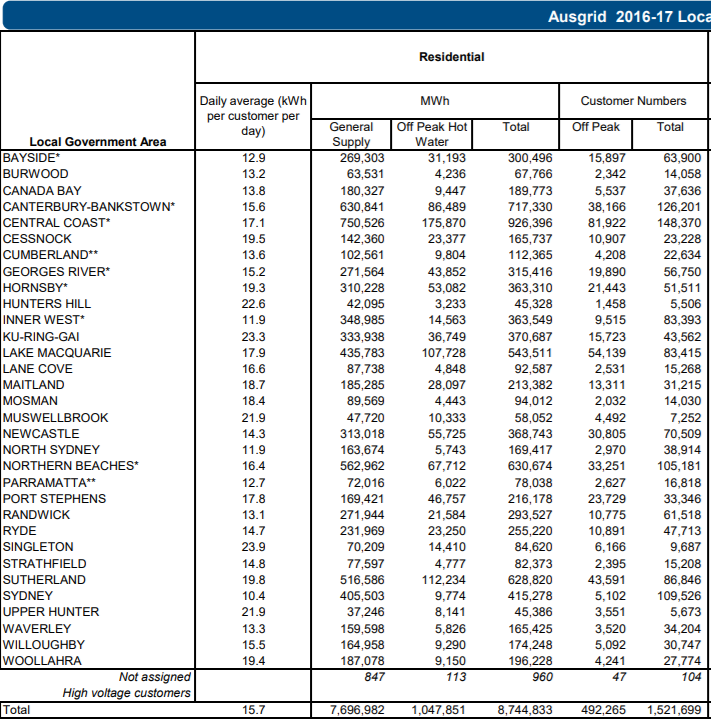 Ausgrid 2016-17 Loca
Residential
Daily average (kWh per customer per day) MWh Customer Numbers
Local Government Area General Supply Off Peak Hot Water Total Off Peak Total
BAYSIDE* 12.9 269,303 31,193 300,496 15,897 63,900
BURWOOD 13.2 63,531 4,236 67,766 2,342 14,058
CANADA BAY 13.8 180,327 9,447 189,773 5,537 37,636
CANTERBURY-BANKSTOWN* 15.6 630,841 86,489 717,330 38,166 126,201
CENTRAL COAST* 17.1 750,526 175,870 926,396 81,922 148,370
CESSNOCK 19.5 142,360 23,377 165,737 10,907 23,228
CUMBERLAND** 13.6 102,561 9,804 112,365 4,208 22,634
GEORGES RIVER* 15.2 271,564 43,852 315,416 19,890 56,750
HORNSBY* 19.3 310,228 53,082 363,310 21,443 51,511
HUNTERS HILL 22.6 42,095 3,233 45,328 1,458 5,506
INNER WEST* 11.9 348,985 14,563 363,549 9,515 83,393
KU-RING-GAI 23.3 333,938 36,749 370,687 15,723 43,562
LAKE MACQUARIE 17.9 435,783 107,728 543,511 54,139 83,415
LANE COVE 16.6 87,738 4,848 92,587 2,531 15,268
MAITLAND 18.7 185,285 28,097 213,382 13,311 31,215
MOSMAN 18.4 89,569 4,443 94,012 2,032 14,030
MUSWELLBROOK 21.9 47,720 10,333 58,052 4,492 7,252
NEWCASTLE 14.3 313,018 55,725 368,743 30,805 70,509
NORTH SYDNEY 11.9 163,674 5,743 169,417 2,970 38,914
NORTHERN BEACHES* 16.4 562,962 67,712 630,674 33,251 105,181
PARRAMATTA** 12.7 72,016 6,022 78,038 2,627 16,818
PORT STEPHENS 17.8 169,421 46,757 216,178 23,729 33,346
RANDWICK 13.1 271,944 21,584 293,527 10,775 61,518
RYDE 14.7 231,969 23,250 255,220 10,891 47,713
SINGLETON 23.9 70,209 14,410 84,620 6,166 9,687
STRATHFIELD 14.8 77,597 4,777 82,373 2,395 15,208
SUTHERLAND 19.8 516,586 112,234 628,820 43,591 86,846
SYDNEY 10.4 405,503 9,774 415,278 5,102 109,526
UPPER HUNTER 21.9 37,246 8,141 45,386 3,551 5,673
WAVERLEY 13.3 159,598 5,826 165,425 3,520 34,204
WILLOUGHBY 15.5 164,958 9,290 174,248 5,092 30,747
WOOLLAHRA 19.4 187,078 9,150 196,228 4,241 27,774
Not assigned 847 113 960 47 104
High voltage customers
Total 15.7 7,696,982 1,047,851 8,744,833 492,265 1,521,699